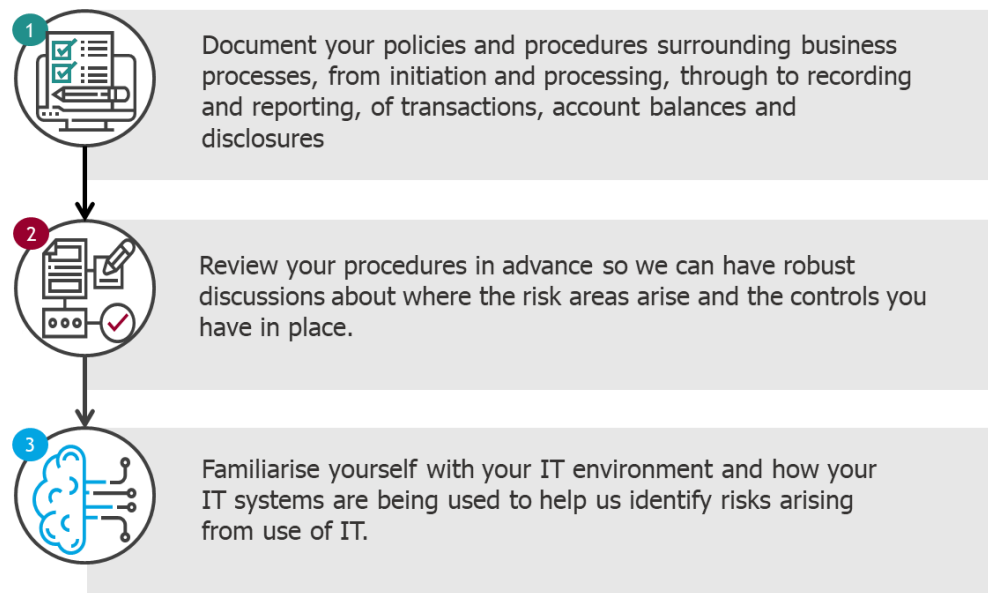 1
Document your policies and procedures surrounding business
processes, from initiation and processing, through to recording
and reporting, of transactions, account balances and
disclosures
2
Review your procedures in advance so we can have robust
discussions about where the risk areas arise and the controls you
have in place.
3
Familiarise yourself with your IT environment and how your
IT systems are being used to help us identify risks arising
from use of IT.